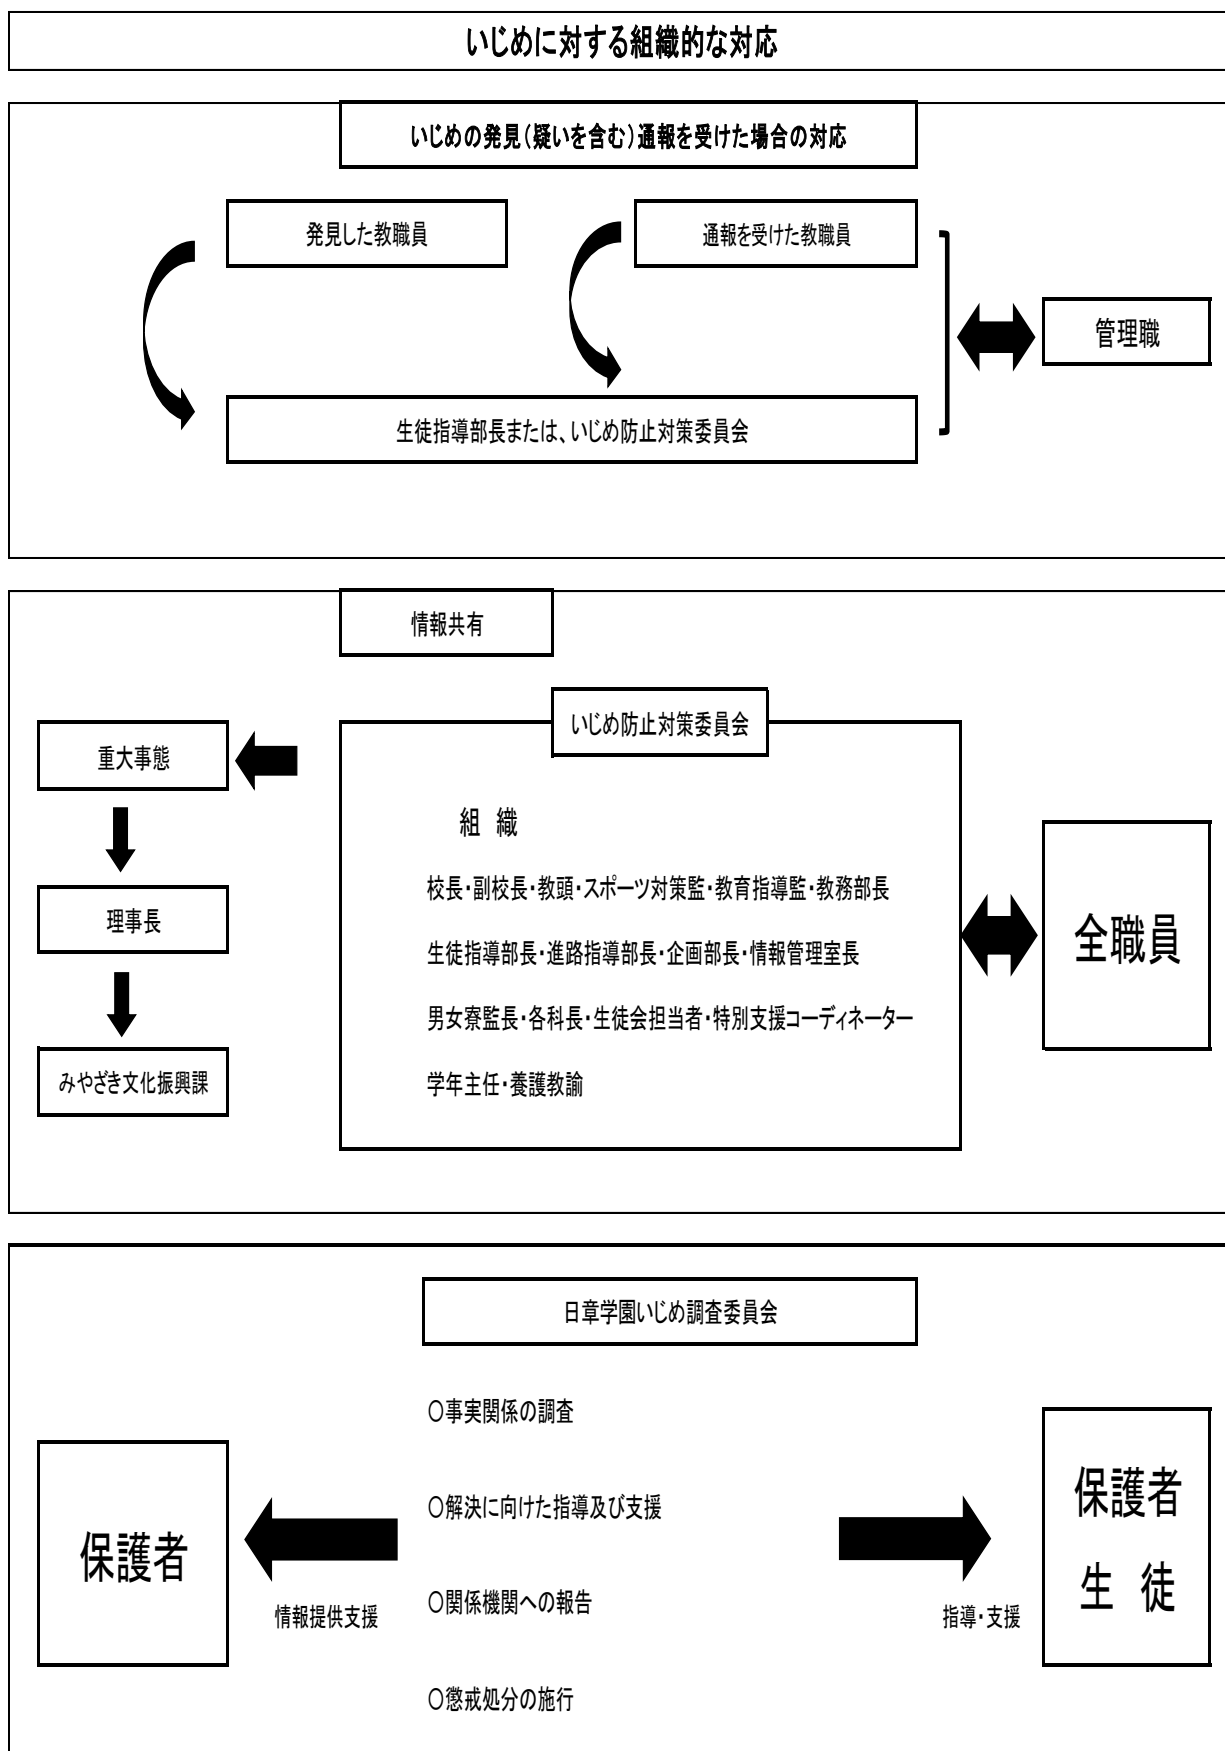 いじめに対する組織的な対応
いじめの発見(疑いを含む)通報を受けた場合の対応
発見した教職員
通報を受けた教職員
管理職
生徒指導部長または、いじめ防止対策委員会
情報共有
いじめ防止対策委員会
重大事態
組 織
校長・副校長・教頭・スポーツ対策監・教育指導監・教務部長
理事長
全職員
生徒指導部長・進路指導部長・企画部長・情報管理室長
男女寮監長・各科長・生徒会担当者・特別支援コーディネーター
みやざき文化振興課
学年主任・養護教諭
日章学園いじめ調査委員会
○事実関係の調査
○解決に向けた指導及び支援
保護者
保護者
生 徒
○関係機関への報告
情報提供支援
指導・支援
○懲戒処分の施行